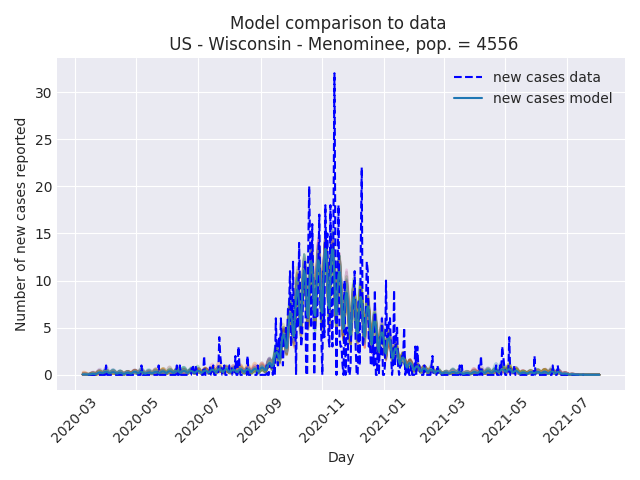 Model comparison to data
US - Wisconsin - Menominee, pop. = 4556
new cases data
new cases model
Number of new cases reported
30
25
20
15
10
5
0
2020-03
2020-05
2020-07
2020-09
2020-11
2021-01
2021-03
2021-05
2021-07
Day